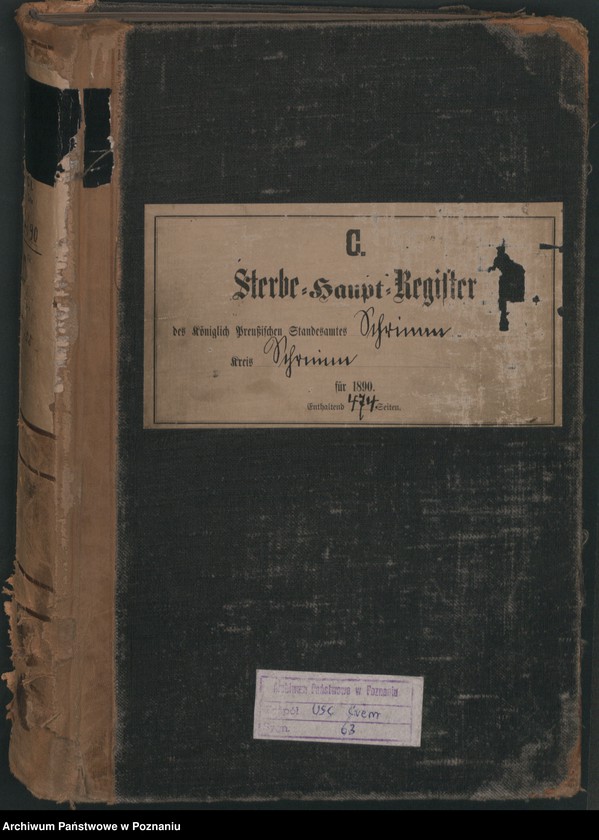 C.
Sterbe-Haupt-Register
des Königlich Preußischen Standesamtes Schrimm
Kreis Schrimm
für 1890.
Enthaltend 474 Seiten.
Archiwum Państwowe w Poznaniu
Zespół USC Śrem
63
Archiwum Państwowe w Poznaniu